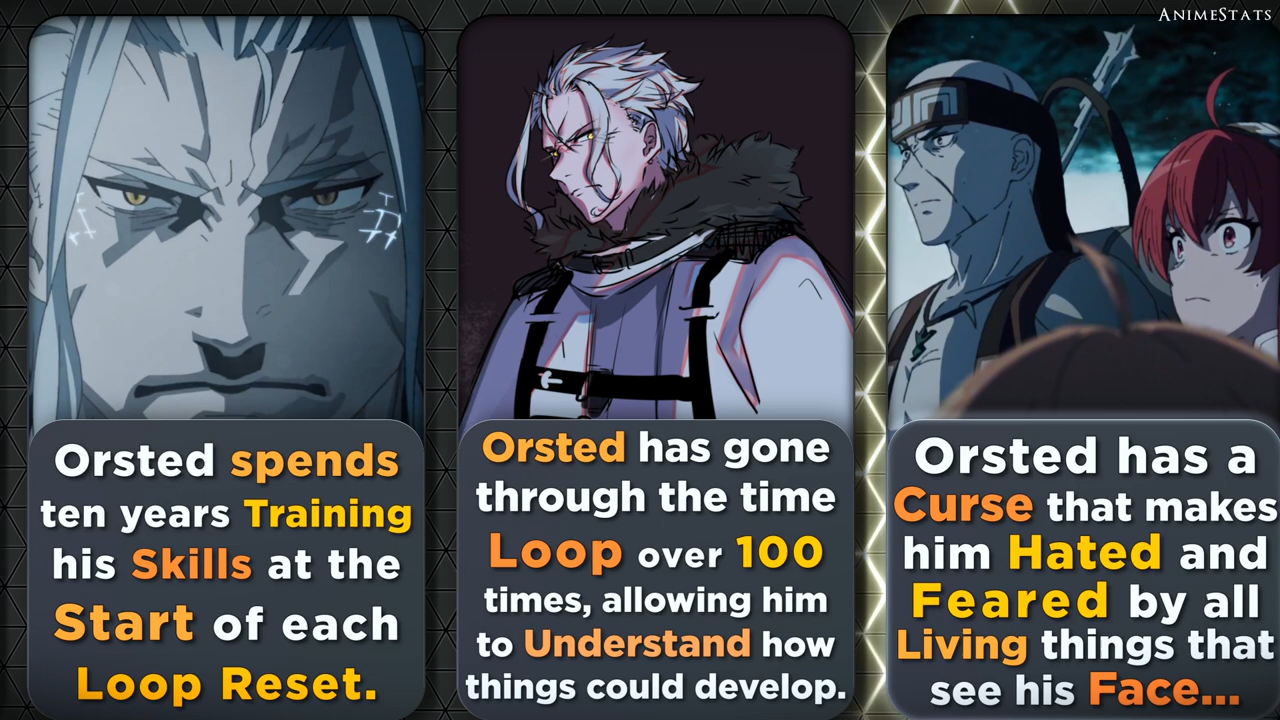 AnimeStats
Orsted spends
ten years Training
his Skills at the
Start of each
Loop Reset.
Orsted has gone
through the time
Loop over 100
times, allowing him
to Understand how
things could develop.
Orsted has a
Curse that makes
him Hated and
Feared by all
Living things that
see his Face...